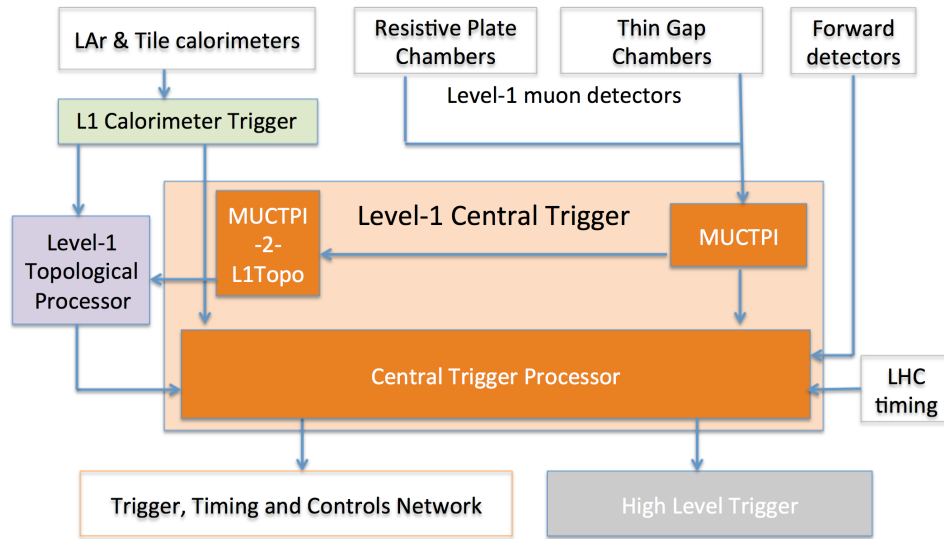 LAr & Tile calorimeters
Resistive Plate
Chambers
Thin Gap
Chambers
Forward
detectors
Level-1 muon detectors
L1 Calorimeter Trigger
Level-1 Central Trigger
MUCTPI
-2-
L1Topo
MUCTPI
Level-1
Topological
Processor
Central Trigger Processor
LHC
timing
Trigger, Timing and Controls Network
High Level Trigger